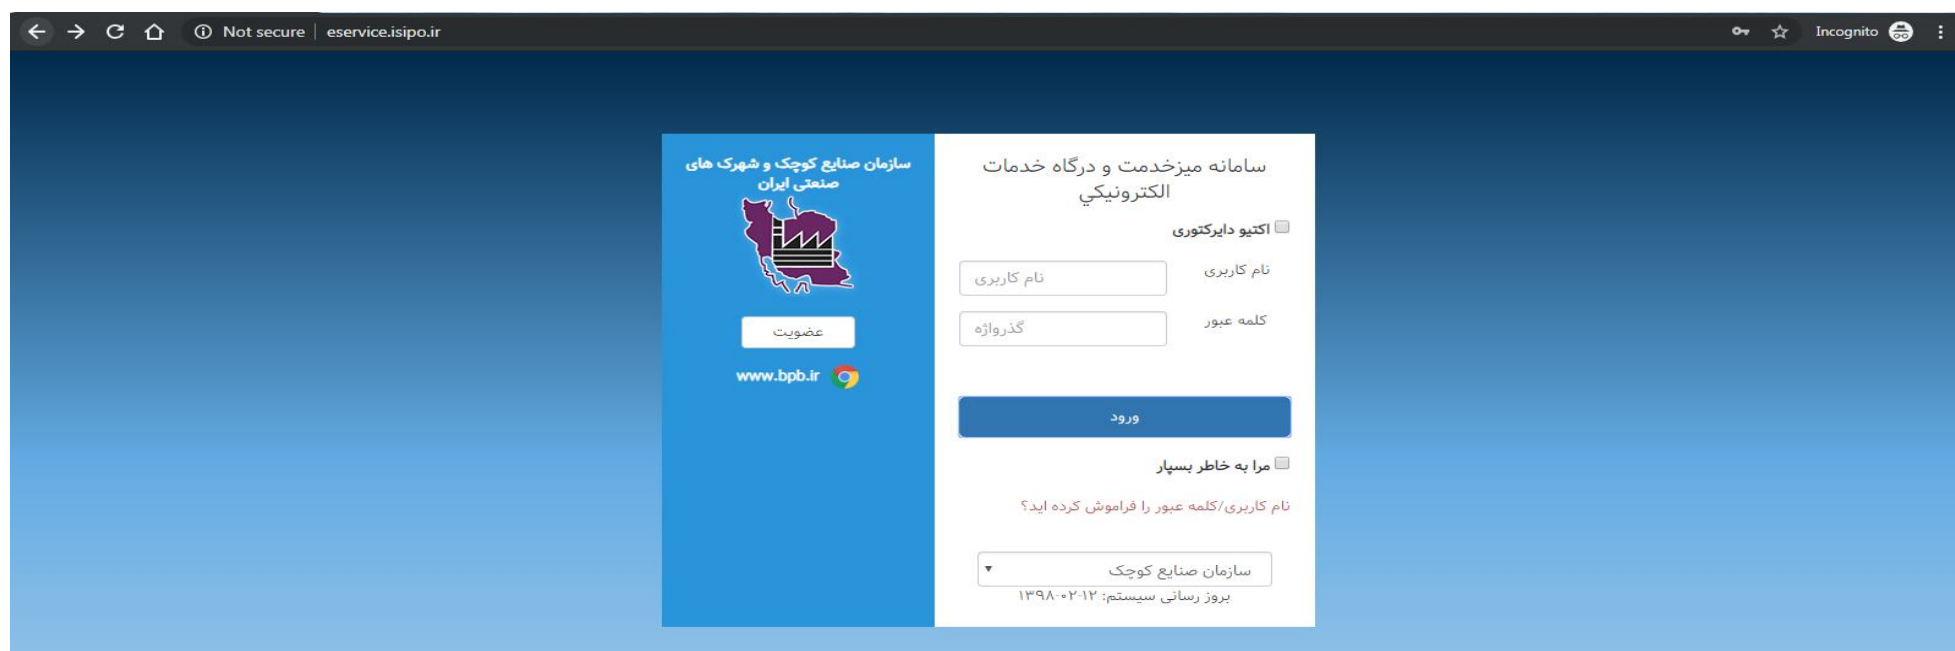 Not secure | eservice.isipo.ir
Incognito
سامانه میزخدمت و درگاه خدمات
الکترونیکي
اکتیو دایرکتوری
نام کاربری
نام کاربری
کلمه عبور
گذرواژه
ورود
مرا به خاطر بسپار
نام کاربری/کلمه عبور را فراموش کرده اید؟
سازمان صنایع کوچک
بروز رسانی سیستم: ۱۲-۰۲-۱۳۹۸
سازمان صنایع کوچک و شهرک های
صنعتی ایران
عضویت
www.bpb.ir